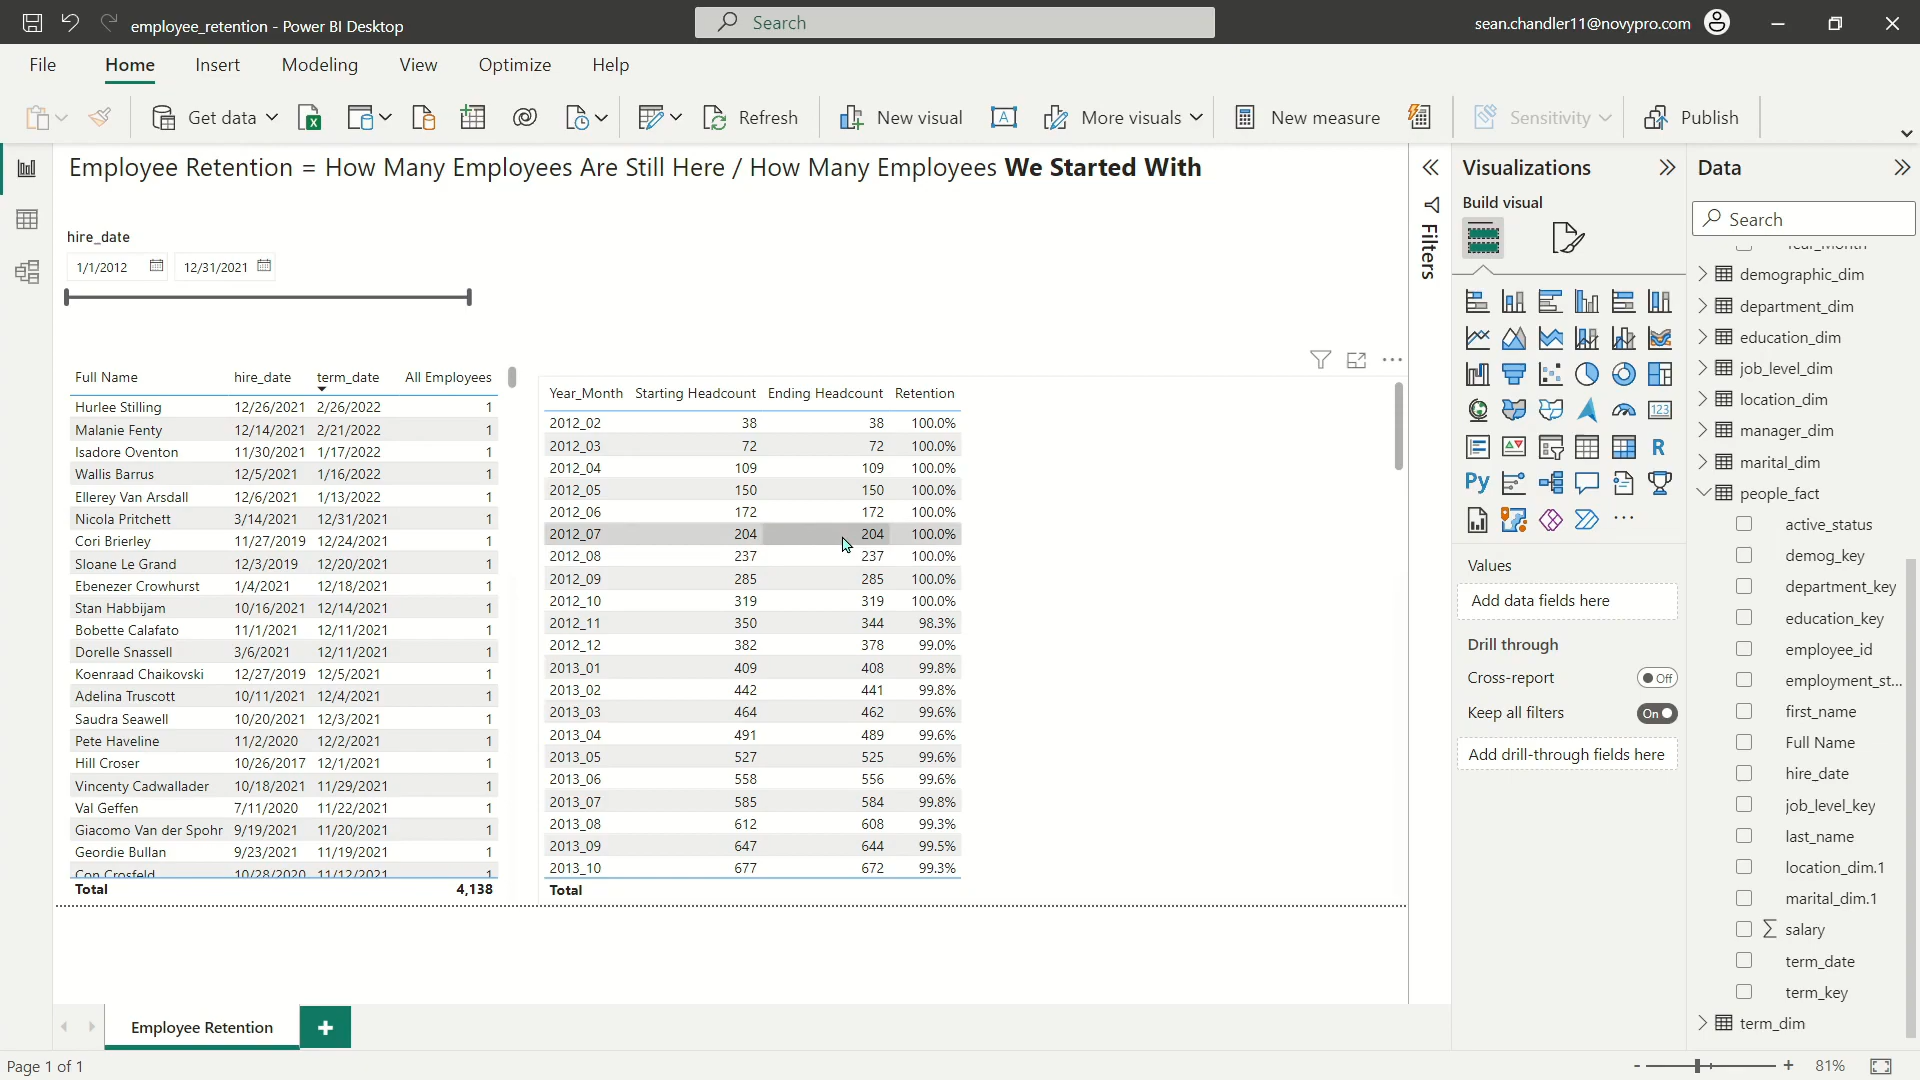 employee_retention - Power BI Desktop
Search
sean.chandler11@novypro.com
File Home Insert Modeling View Optimize Help
Get data Refresh New visual More visuals New measure Sensitivity Publish
Employee Retention = How Many Employees Are Still Here / How Many Employees We Started With
hire_date
1/1/2012 12/31/2021
Full Name hire_date term_date All Employees
Hurlee Stilling 12/26/2021 2/26/2022 1
Malanie Fenty 12/14/2021 2/21/2022 1
Isadore Oventon 11/30/2021 1/17/2022 1
Wallis Barrus 12/5/2021 1/16/2022 1
Ellerey Van Arsdall 12/6/2021 1/13/2022 1
Nicola Pritchett 3/14/2021 12/31/2021 1
Cori Brierley 11/27/2019 12/24/2021 1
Sloane Le Grand 12/3/2019 12/20/2021 1
Ebenezer Crowhurst 1/4/2021 12/18/2021 1
Stan Habbijam 10/16/2021 12/14/2021 1
Bobette Calafato 11/1/2021 12/11/2021 1
Dorelle Snassell 3/6/2021 12/11/2021 1
Koenraad Chaikovski 12/27/2019 12/5/2021 1
Adelina Truscott 10/11/2021 12/4/2021 1
Saudra Seawell 10/20/2021 12/3/2021 1
Pete Haveline 11/2/2020 12/2/2021 1
Hill Croser 10/26/2017 12/1/2021 1
Vincenty Cadwallader 10/18/2021 11/29/2021 1
Val Geffen 7/11/2020 11/22/2021 1
Giacomo Van der Spohr 9/19/2021 11/20/2021 1
Geordie Bullan 9/23/2021 11/19/2021 1
Con Crosfeld 10/28/2020 11/12/2021 1
Total 4,138
Year_Month Starting Headcount Ending Headcount Retention
2012_02 38 38 100.0%
2012_03 72 72 100.0%
2012_04 109 109 100.0%
2012_05 150 150 100.0%
2012_06 172 172 100.0%
2012_07 204 204 100.0%
2012_08 237 237 100.0%
2012_09 285 285 100.0%
2012_10 319 319 100.0%
2012_11 350 344 98.3%
2012_12 382 378 99.0%
2013_01 409 408 99.8%
2013_02 442 441 99.8%
2013_03 464 462 99.6%
2013_04 491 489 99.6%
2013_05 527 525 99.6%
2013_06 558 556 99.6%
2013_07 585 584 99.8%
2013_08 612 608 99.3%
2013_09 647 644 99.5%
2013_10 677 672 99.3%
Total
Filters
Visualizations
Build visual
123
R
Py
Values
Add data fields here
Drill through
Cross-report Off
Keep all filters On
Add drill-through fields here
Data
Search
Year_Month
demographic_dim
department_dim
education_dim
job_level_dim
location_dim
manager_dim
marital_dim
people_fact
active_status
demog_key
department_key
education_key
employee_id
employment_st...
first_name
Full Name
hire_date
job_level_key
last_name
location_dim.1
marital_dim.1
salary
term_date
term_key
term_dim
Employee Retention
Page 1 of 1
81%